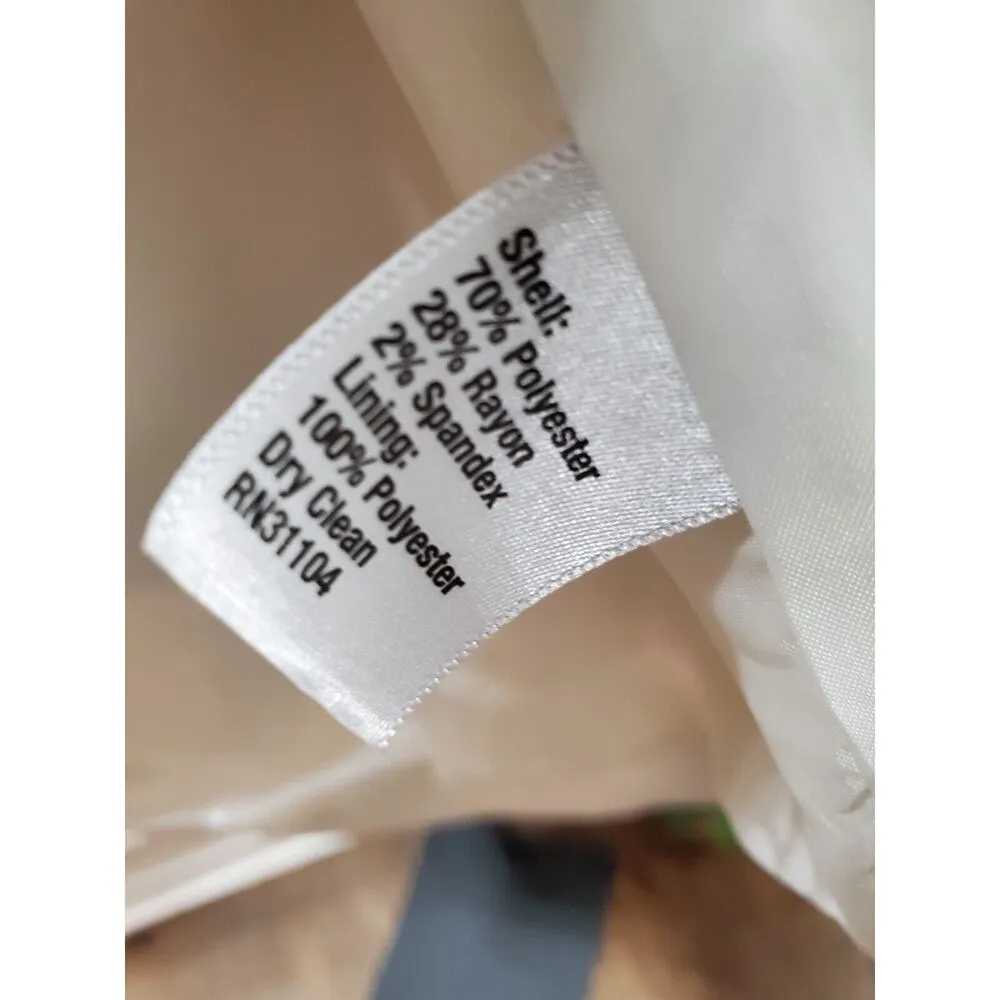 Shell:
70% Polyester
28% Rayon
2% Spandex
Lining:
100% Polyester
Dry Clean
RN31104